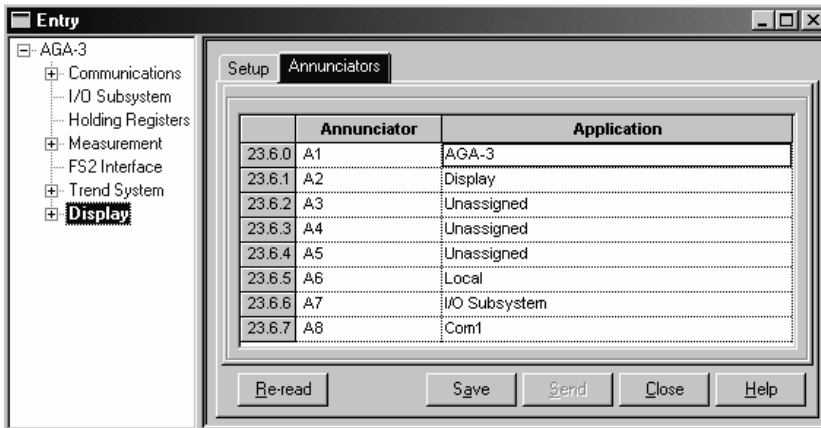 Entry
AGA-3
Communications
I/O Subsystem
Holding Registers
Measurement
FS2 Interface
Trend System
Display
Setup Annunciators
Annunciator Application
23.6.0 A1 AGA-3
23.6.1 A2 Display
23.6.2 A3 Unassigned
23.6.3 A4 Unassigned
23.6.4 A5 Unassigned
23.6.5 A6 Local
23.6.6 A7 I/O Subsystem
23.6.7 A8 Com1
Re-read Save Send Close Help